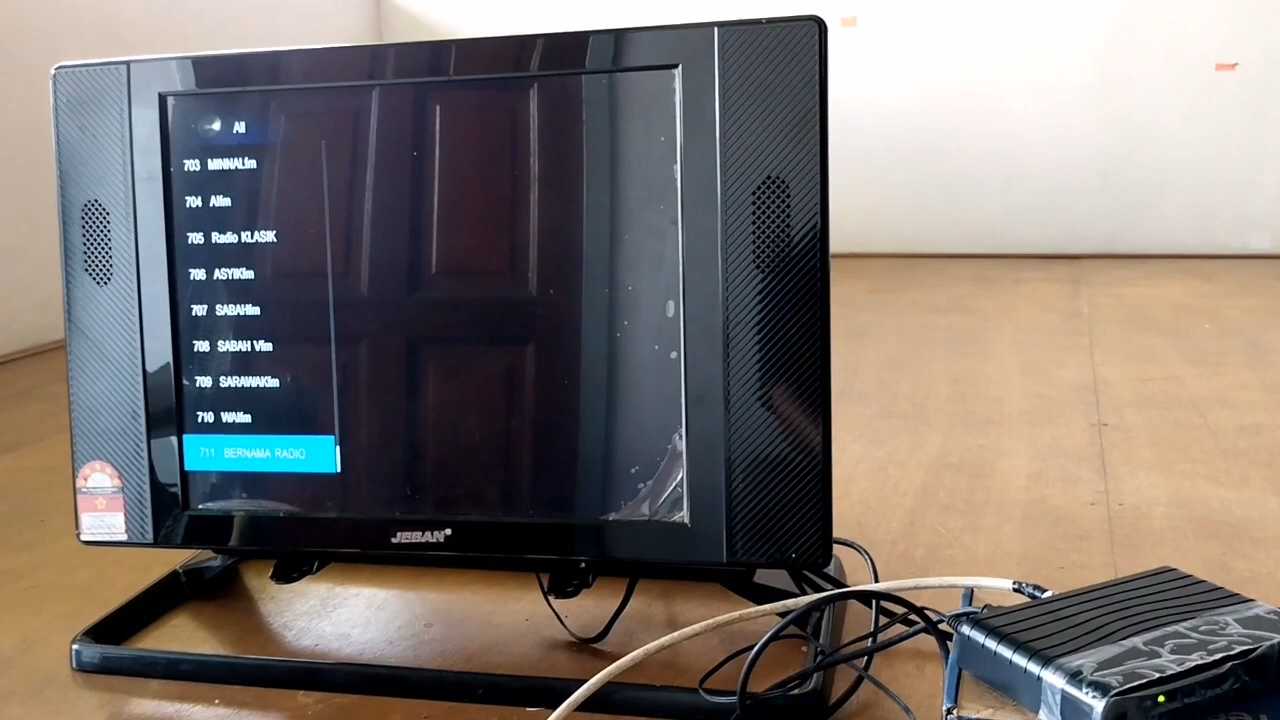 All
703 MINNALfm
704 AIfm
705 Radio KLASIK
706 ASYIKfm
707 SABAHfm
708 SABAH Vfm
709 SARAWAKfm
710 WAIfm
711 BERNAMA RADIO
JEBAN®